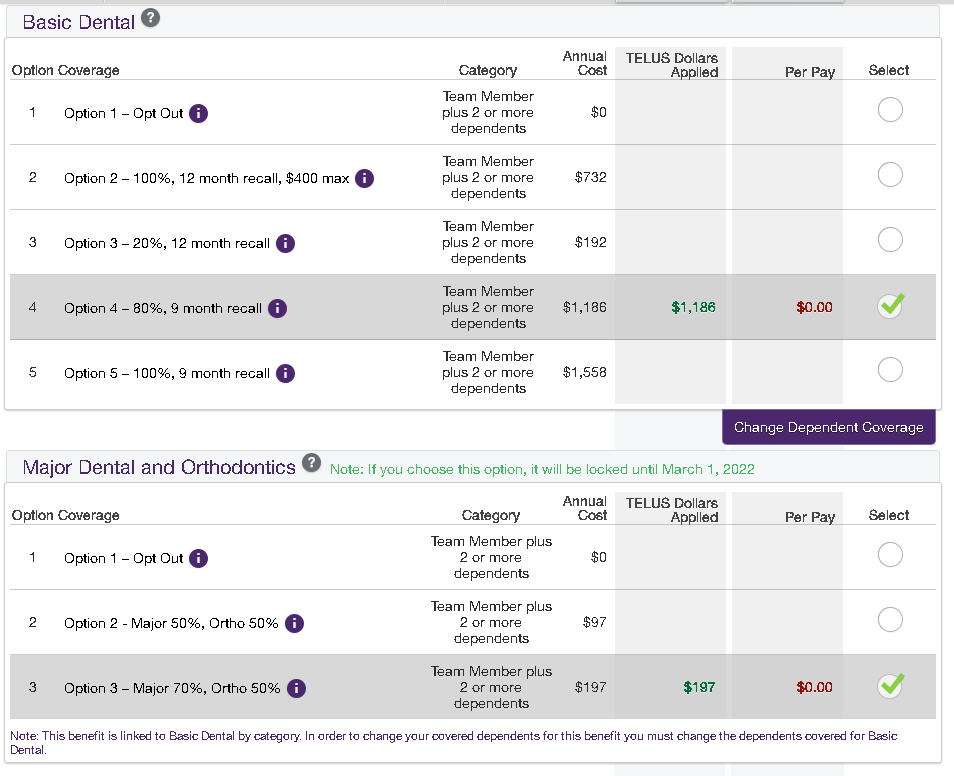 Basic Dental ?
Option Coverage Category Annual Cost TELUS Dollars Applied Per Pay Select
1 Option 1 – Opt Out i Team Member plus 2 or more dependents $0
2 Option 2 – 100%, 12 month recall, $400 max i Team Member plus 2 or more dependents $732
3 Option 3 – 20%, 12 month recall i Team Member plus 2 or more dependents $192
4 Option 4 – 80%, 9 month recall i Team Member plus 2 or more dependents $1,186 $1,186 $0.00
5 Option 5 – 100%, 9 month recall i Team Member plus 2 or more dependents $1,558
Change Dependent Coverage
Major Dental and Orthodontics ? Note: If you choose this option, it will be locked until March 1, 2022
Option Coverage Category Annual Cost TELUS Dollars Applied Per Pay Select
1 Option 1 – Opt Out i Team Member plus 2 or more dependents $0
2 Option 2 - Major 50%, Ortho 50% i Team Member plus 2 or more dependents $97
3 Option 3 – Major 70%, Ortho 50% i Team Member plus 2 or more dependents $197 $197 $0.00
Note: This benefit is linked to Basic Dental by category. In order to change your covered dependents for this benefit you must change the dependents covered for Basic
Dental.